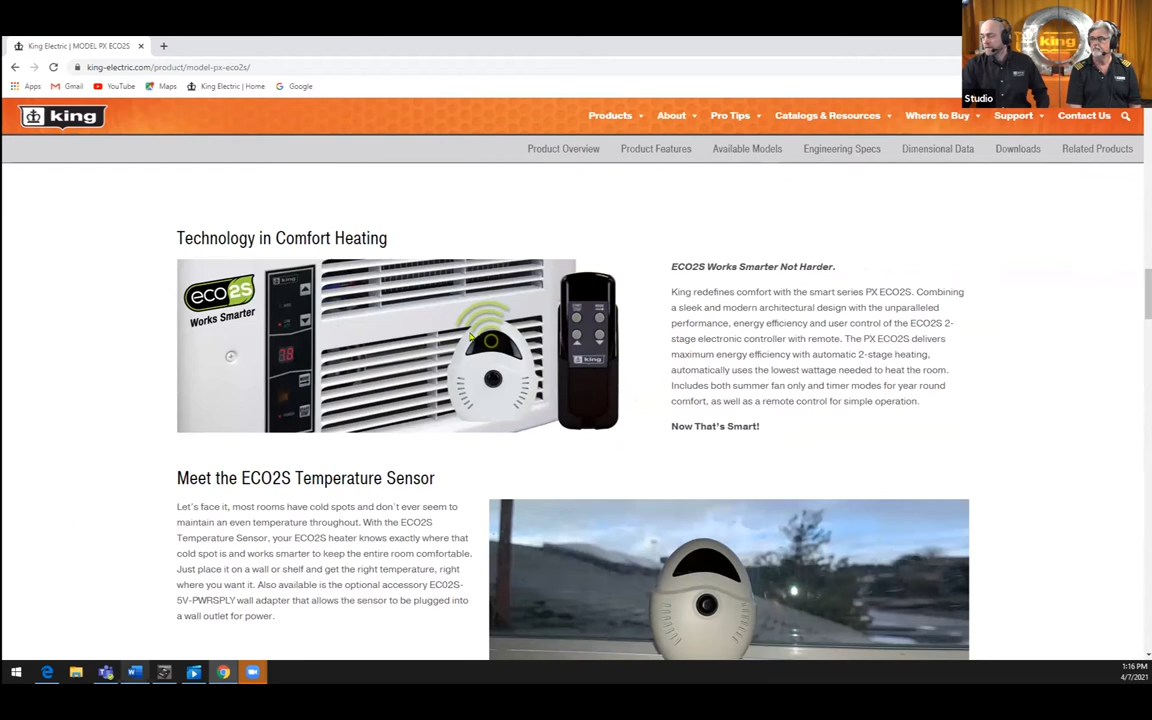 King Electric | MODEL PX ECO2S
king-electric.com/product/model-px-eco2s/
Apps Gmail YouTube Maps King Electric | Home Google
king
Studio
king
Products About Pro Tips Catalogs & Resources Where to Buy Support Contact Us
Product Overview Product Features Available Models Engineering Specs Dimensional Data Downloads Related Products
Technology in Comfort Heating
eco2S
Works Smarter
king
78
king
ECO2S Works Smarter Not Harder.
King redefines comfort with the smart series PX ECO2S. Combining
a sleek and modern architectural design with the unparalleled
performance, energy efficiency and user control of the ECO2S 2-
stage electronic controller with remote. The PX ECO2S delivers
maximum energy efficiency with automatic 2-stage heating,
automatically uses the lowest wattage needed to heat the room.
Includes both summer fan only and timer modes for year round
comfort, as well as a remote control for simple operation.
Now That's Smart!
Meet the ECO2S Temperature Sensor
Let's face it, most rooms have cold spots and don't ever seem to
maintain an even temperature throughout. With the ECO2S
Temperature Sensor, your ECO2S heater knows exactly where that
cold spot is and works smarter to keep the entire room comfortable.
Just place it on a wall or shelf and get the right temperature, right
where you want it. Also available is the optional accessory EC02S-
5V-PWRSPLY wall adapter that allows the sensor to be plugged into
a wall outlet for power.
1:16 PM
4/7/2021